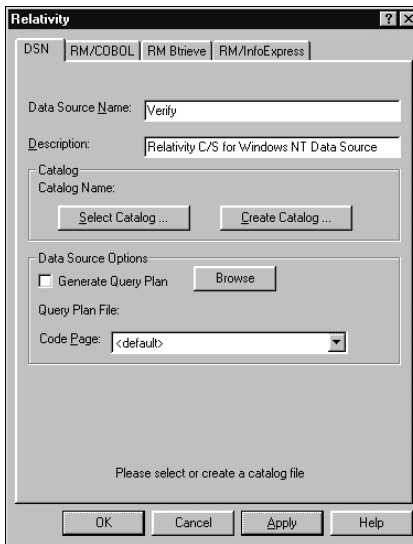 Relativity
DSN RM/COBOL RM Btrieve RM/InfoExpress
Data Source Name: Verify
Description: Relativity C/S for Windows NT Data Source
Catalog
Catalog Name:
Select Catalog ... Create Catalog ...
Data Source Options
Generate Query Plan Browse
Query Plan File:
Code Page: <default>
Please select or create a catalog file
OK Cancel Apply Help